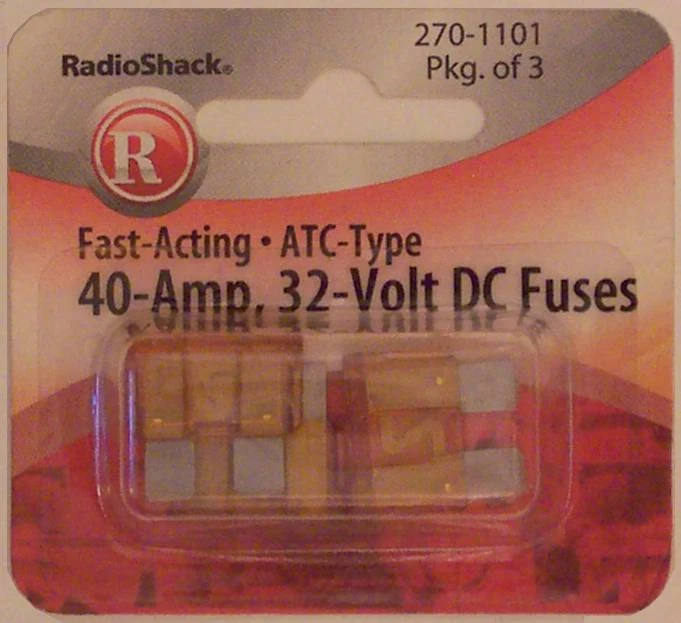 270-1101
RadioShack®
Pkg. of 3
R
Fast-Acting • ATC-Type
40-Amp, 32-Volt DC Fuses